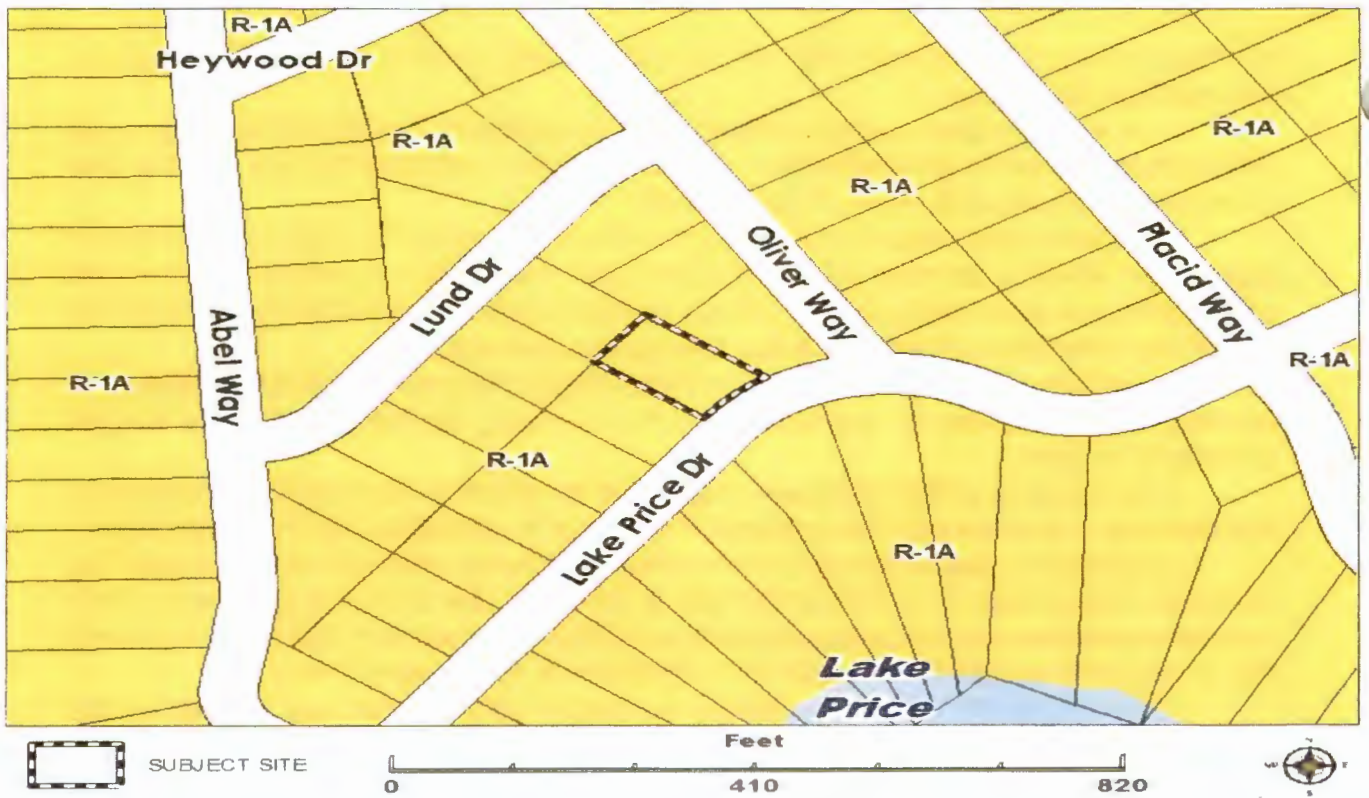 R-1A
Heywood Dr
R-1A
R-1A
R-1A
Oliver Way
Placid Way
Lund Dr
Abel Way
R-1A
R-1A
R-1A
Lake Price Dr
R-1A
Lake
Price
SUBJECT SITE
Feet
0
410
820